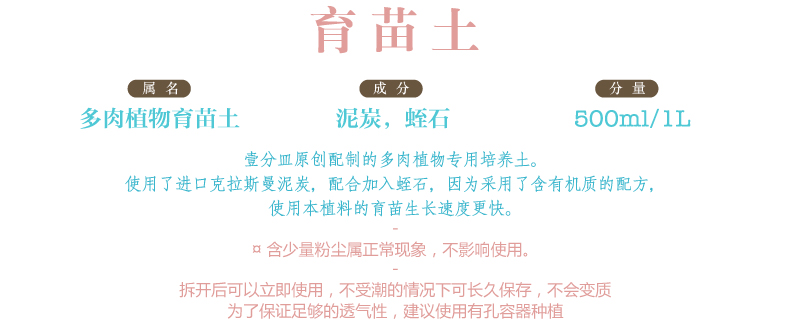 育苗土
属名 成分 分量
多肉植物育苗土 泥炭，蛭石 500ml/1L
壹分皿原创配制的多肉植物专用培养土。
使用了进口克拉斯曼泥炭，配合加入蛭石，因为采用了含有机质的配方，
使用本植料的育苗生长速度更快。
-
¤ 含少量粉尘属正常现象，不影响使用。
-
拆开后可以立即使用，不受潮的情况下可长久保存，不会变质
为了保证足够的透气性，建议使用有孔容器种植